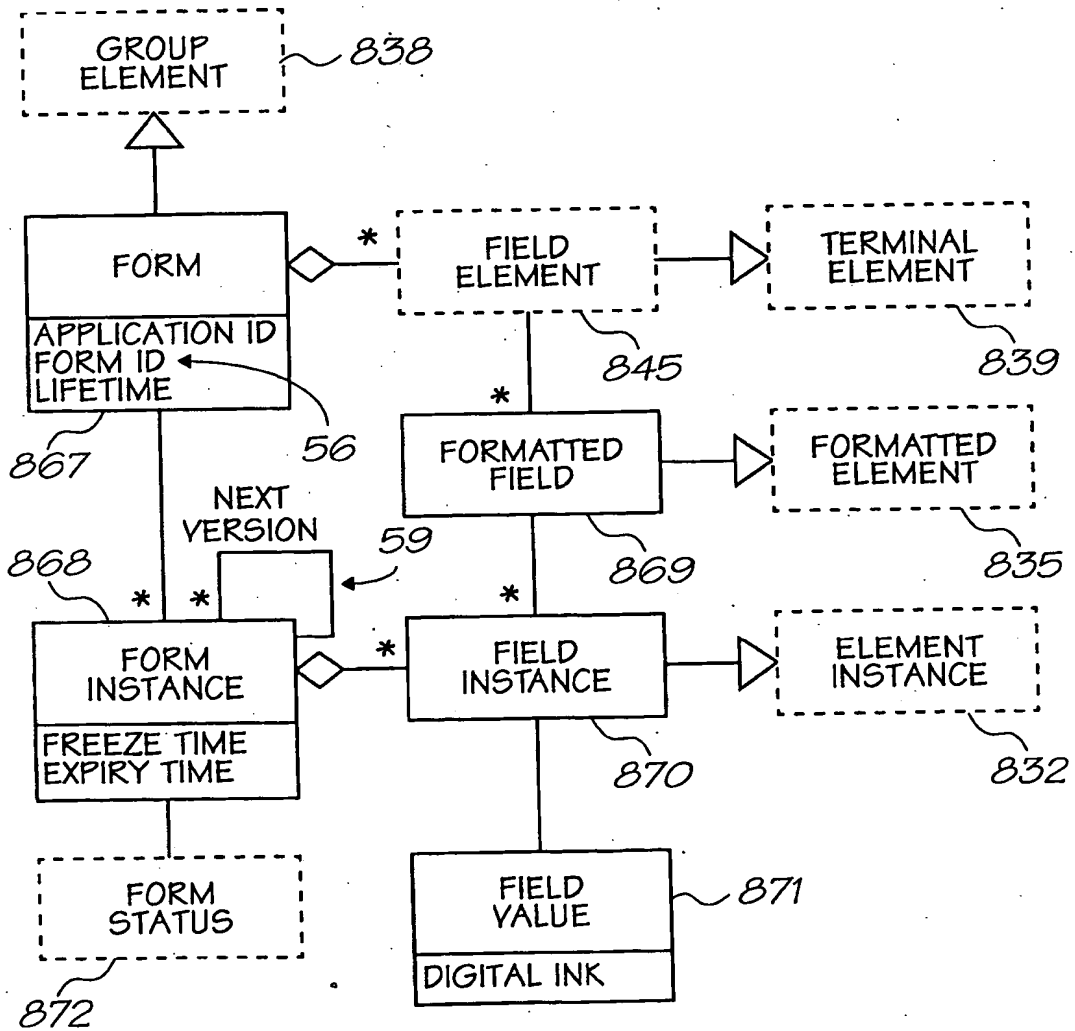 GROUP
ELEMENT
838
FORM
*
FIELD
ELEMENT
TERMINAL
ELEMENT
APPLICATION ID
FORM ID
LIFETIME
845
839
867
56
*
FORMATTED
FIELD
FORMATTED
ELEMENT
NEXT
VERSION
59
869
835
868
*
*
*
*
FORM
INSTANCE
FIELD
INSTANCE
ELEMENT
INSTANCE
FREEZE TIME
EXPIRY TIME
870
832
FORM
STATUS
FIELD
VALUE
871
DIGITAL INK
872